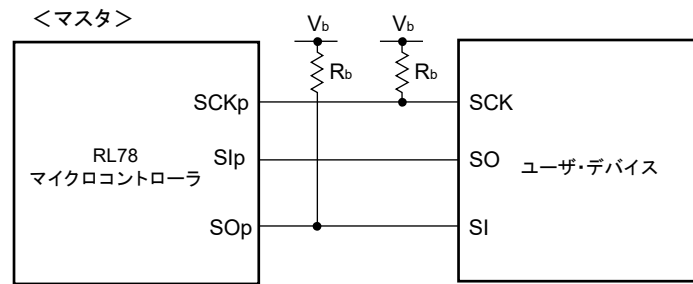 ＜マスタ＞
Vb Vb
Rb Rb
SCKp SCK
RL78
マイクロコントローラ
SIp SO
ユーザ・デバイス
SOp SI